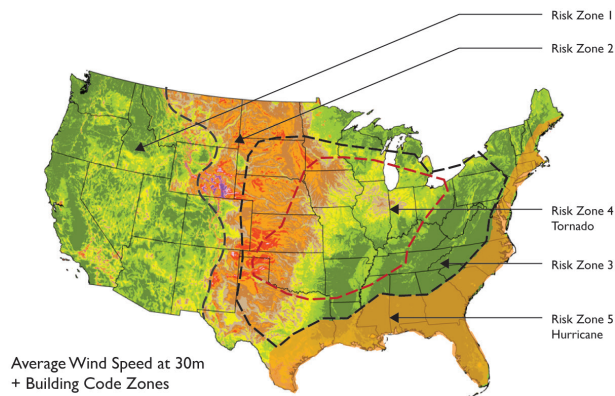 Risk Zone 1
Risk Zone 2
Risk Zone 4
Tornado
Risk Zone 3
Risk Zone 5
Hurricane
Average Wind Speed at 30m
+ Building Code Zones